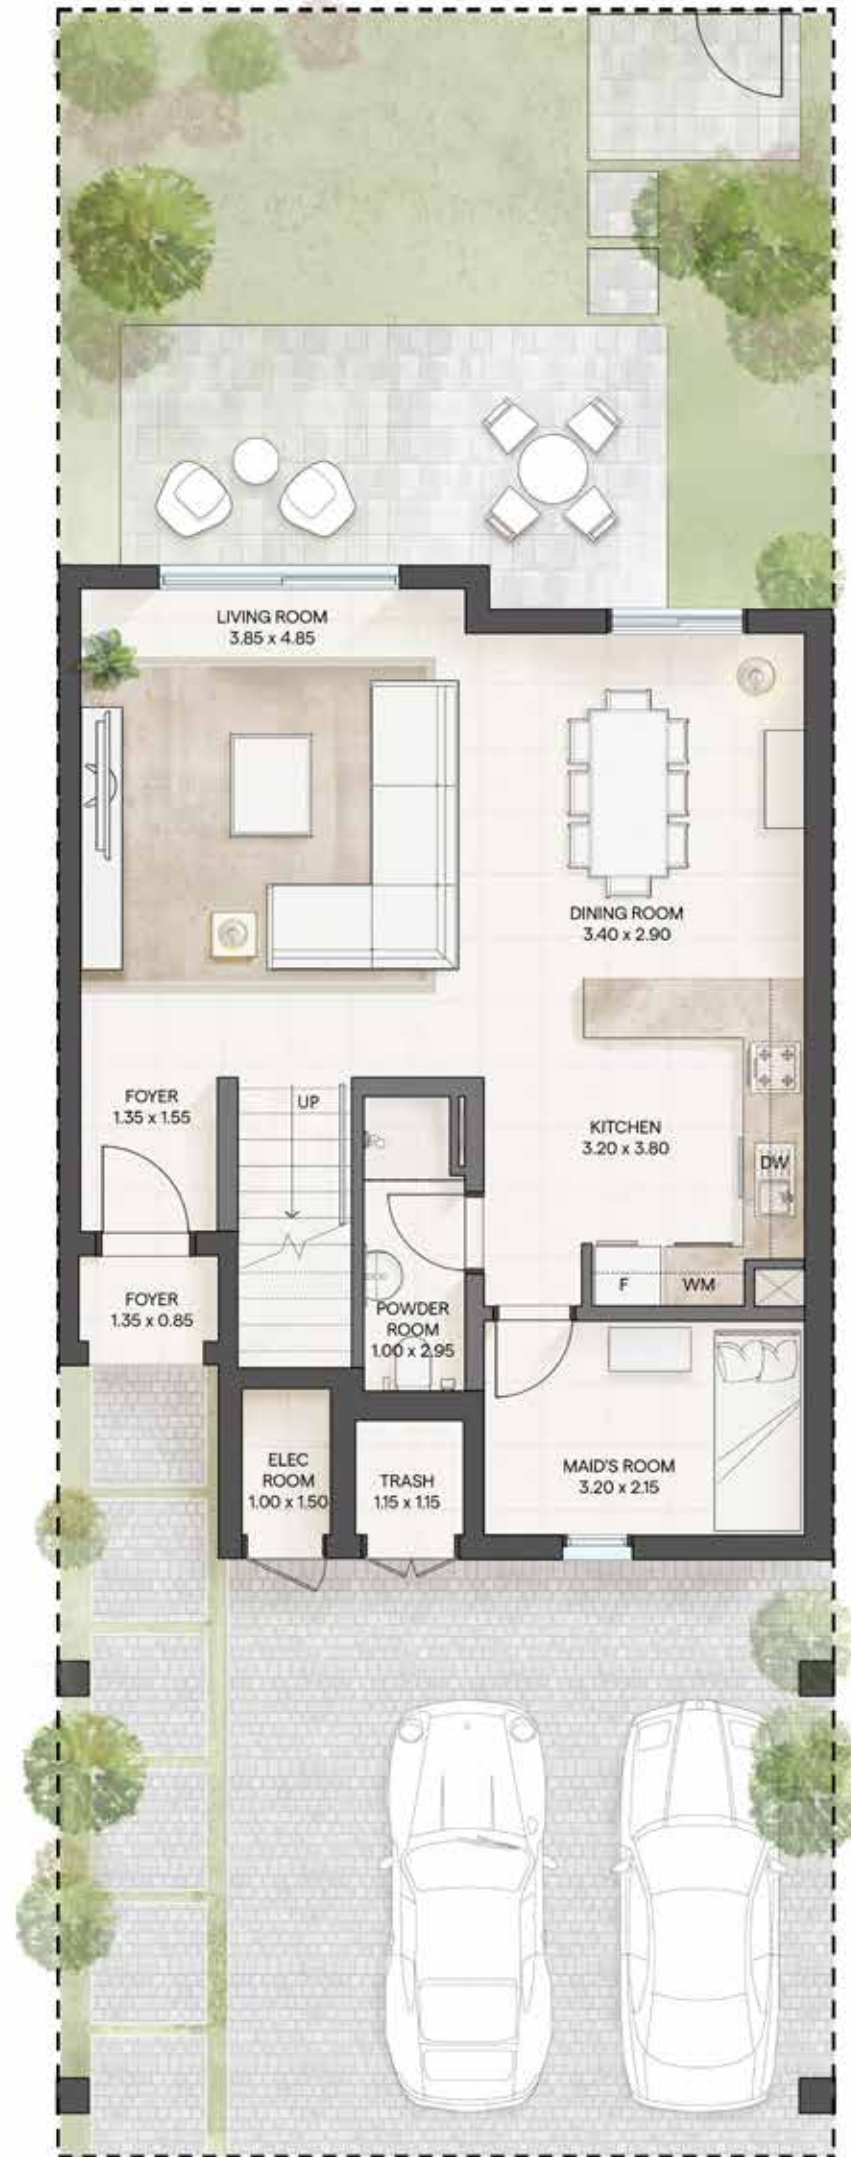 LIVING ROOM
3.85 x 4.85
DINING ROOM
3.40 x 2.90
FOYER
1.35 x 1.55
UP
KITCHEN
3.20 x 3.80
DW
F
WM
FOYER
1.35 x 0.85
POWDER
ROOM
1.00 x 2.95
ELEC
ROOM
1.00 x 1.50
TRASH
1.15 x 1.15
MAID'S ROOM
3.20 x 2.15